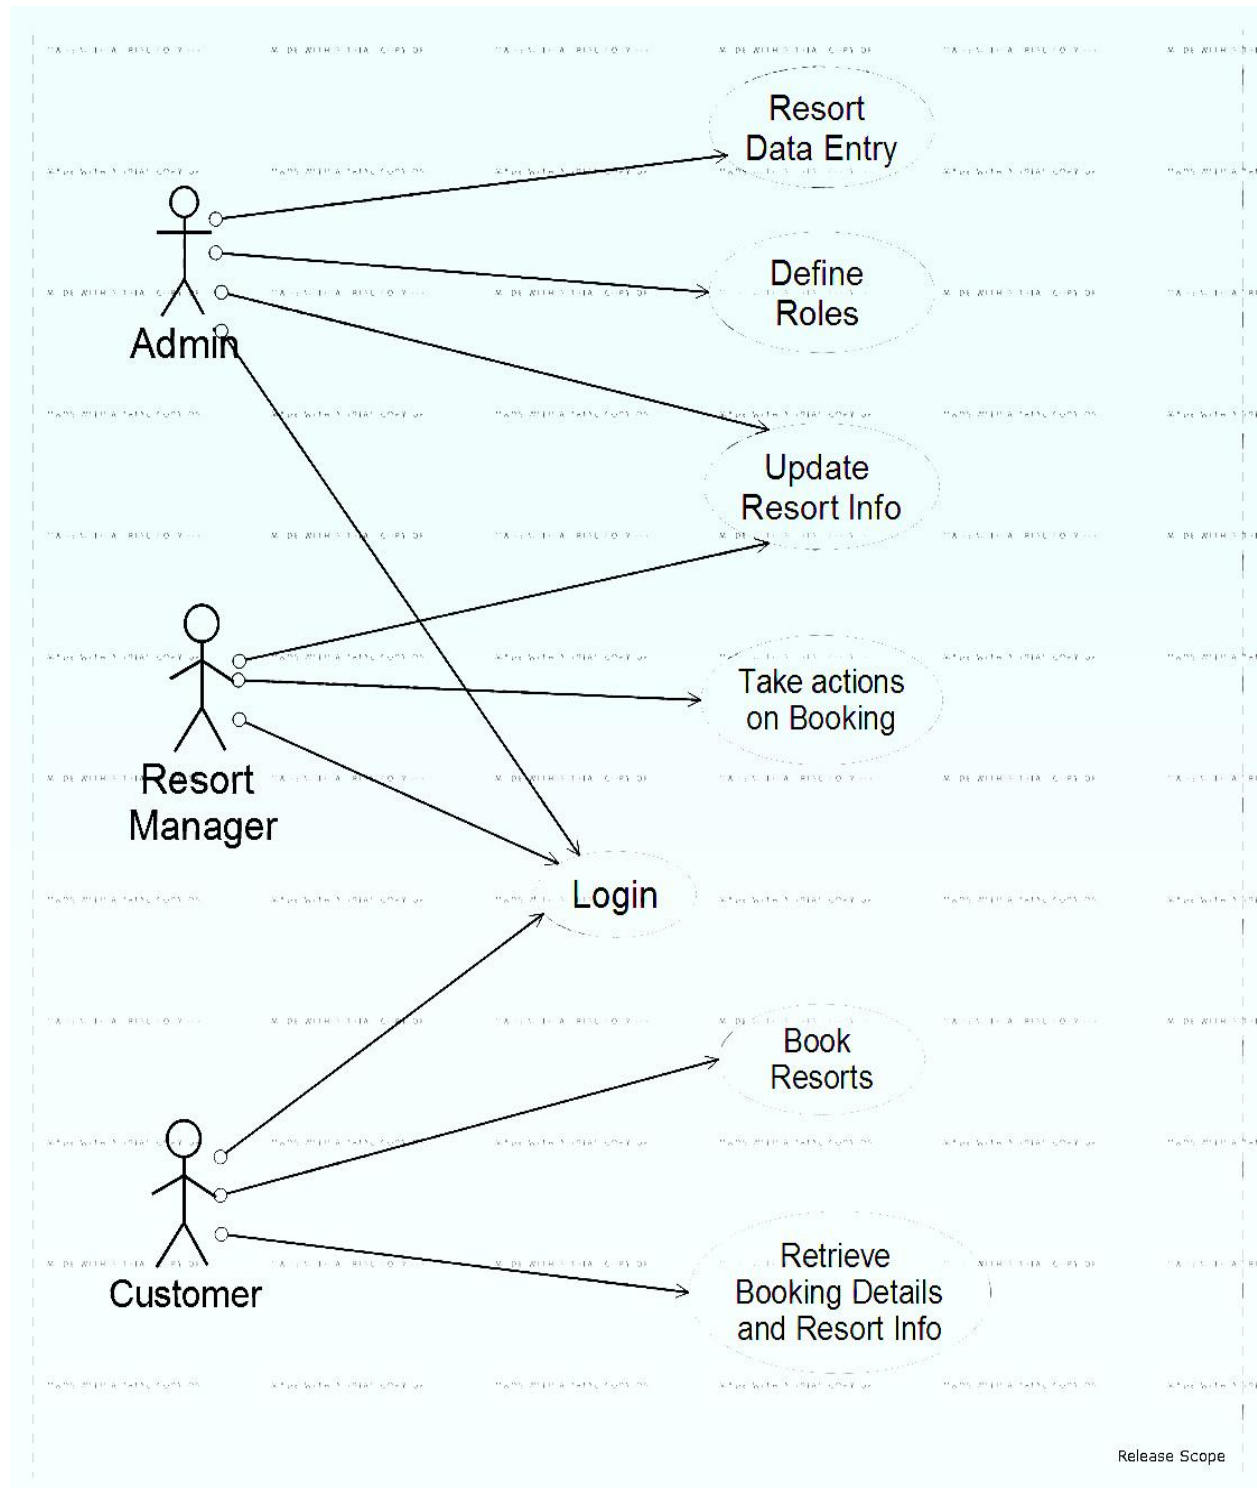 Resort
Data Entry
Admin
Define
Roles
Update
Resort Info
Resort
Manager
Take actions
on Booking
Login
Book
Resorts
Customer
Retrieve
Booking Details
and Resort Info
Release Scope